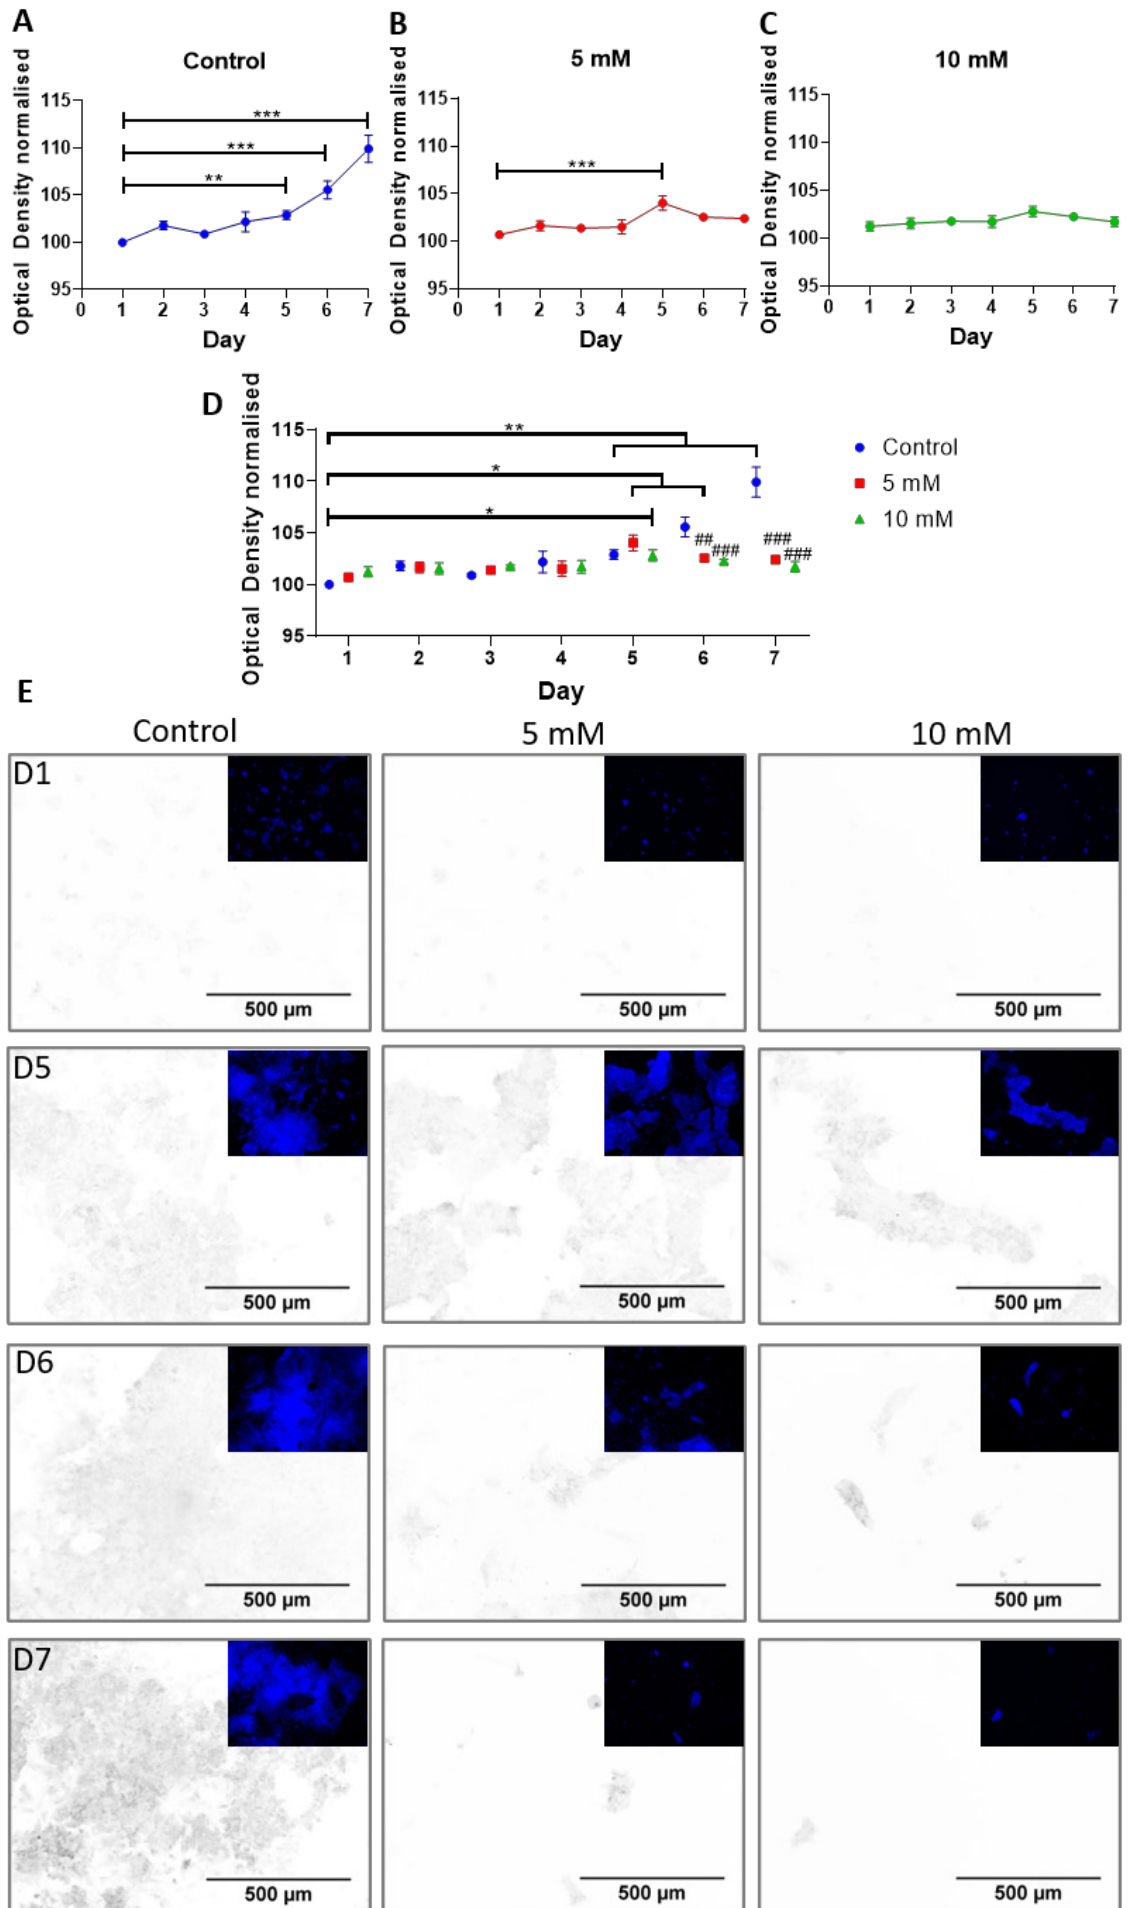 A
B
C
Control
5 mM
10 mM
Optical Density normalised
115
110
105
100
95
***
***
**
0 1 2 3 4 5 6 7
Day
Optical Density normalised
115
110
105
100
95
***
0 1 2 3 4 5 6 7
Day
Optical Density normalised
115
110
105
100
95
0 1 2 3 4 5 6 7
Day
D
Optical Density normalised
115
110
105
100
95
**
*
*
##
###
###
###
1 2 3 4 5 6 7
Day
Control
5 mM
10 mM
E
Control
5 mM
10 mM
D1
500 µm
500 µm
500 µm
D5
500 µm
500 µm
500 µm
D6
500 µm
500 µm
500 µm
D7
500 µm
500 µm
500 µm